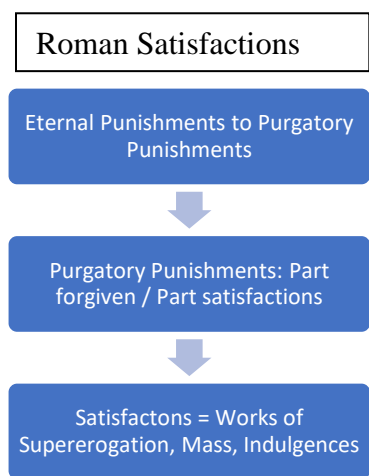 Roman Satisfactions
Eternal Punishments to Purgatory
Punishments
Purgatory Punishments: Part
forgiven / Part satisfactions
Satisfactons = Works of
Supererogation, Mass, Indulgences